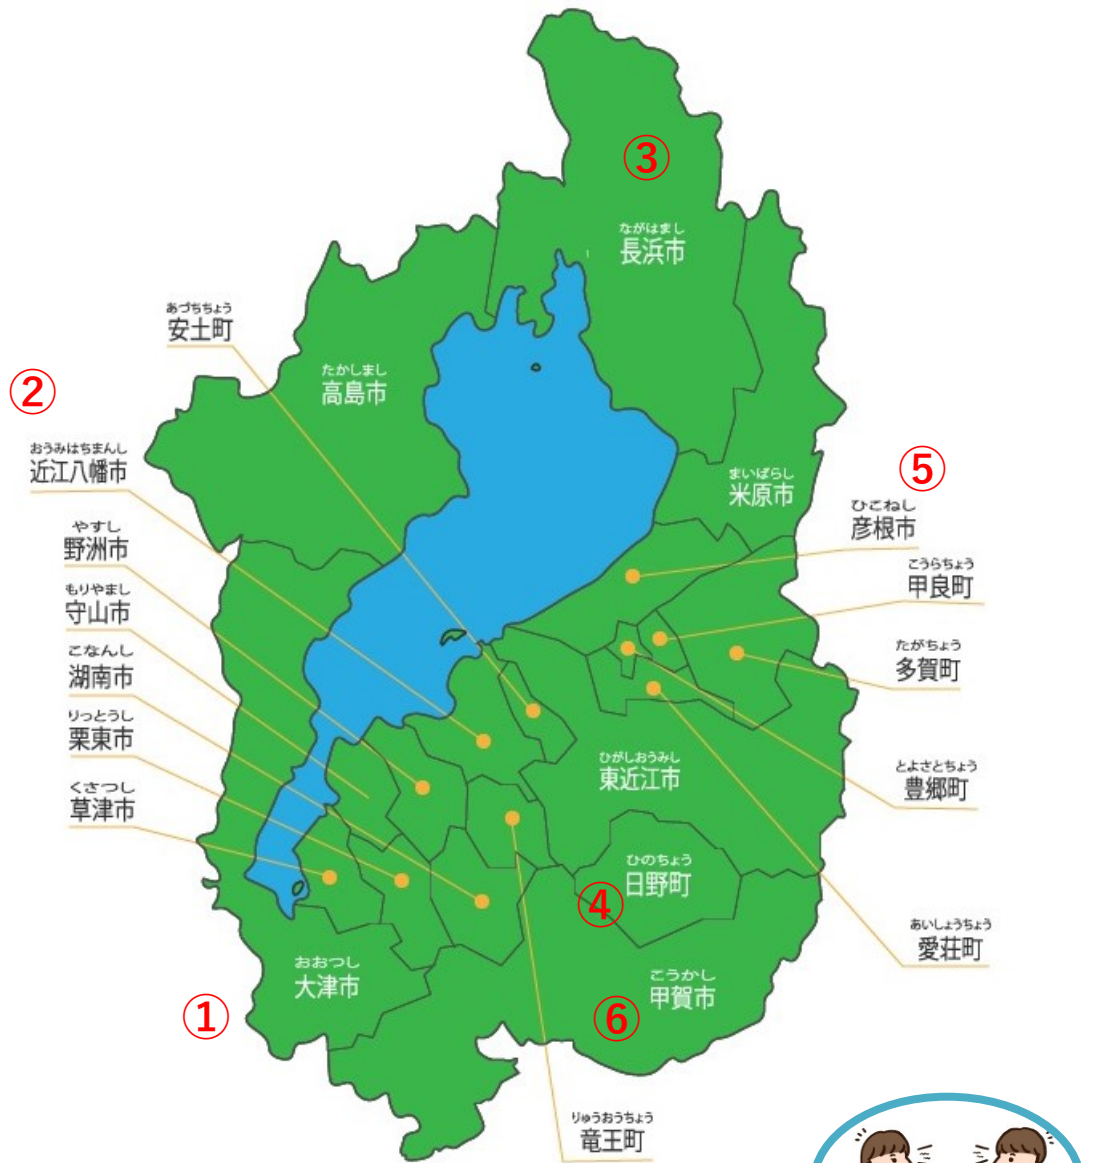 ③
ながはまし
長浜市
あづちちょう
安土町
たかしまし
高島市
②
おうみはちまんし
近江八幡市
⑤
まいばらし
米原市
ひこねし
彦根市
やすし
野洲市
こうらちょう
甲良町
もりやまし
守山市
たがちょう
多賀町
こなんし
湖南市
りっとうし
栗東市
ひがしおうみし
東近江市
とよさとちょう
豊郷町
くさつし
草津市
ひのちょう
日野町
④
あいしょうちょう
愛荘町
おおつし
大津市
こうかし
甲賀市
①
⑥
りゅうおうちょう
竜王町